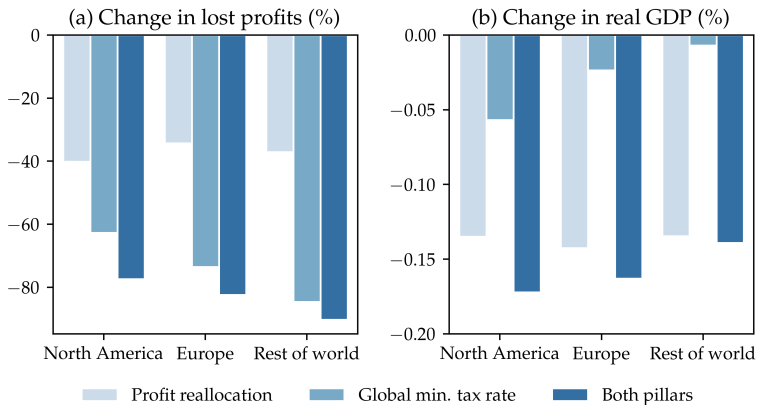 (a) Change in lost profits (%)
0
−20
−40
−60
−80
North America Europe Rest of world
(b) Change in real GDP (%)
0.00
−0.05
−0.10
−0.15
−0.20
North America Europe Rest of world
Profit reallocation Global min. tax rate Both pillars